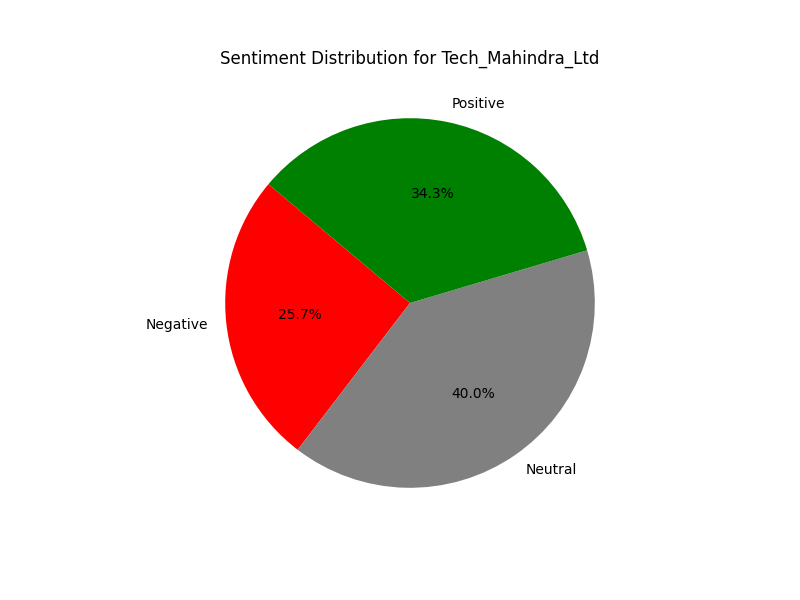 Sentiment Distribution for Tech_Mahindra_Ltd
Positive
34.3%
Negative
25.7%
40.0%
Neutral